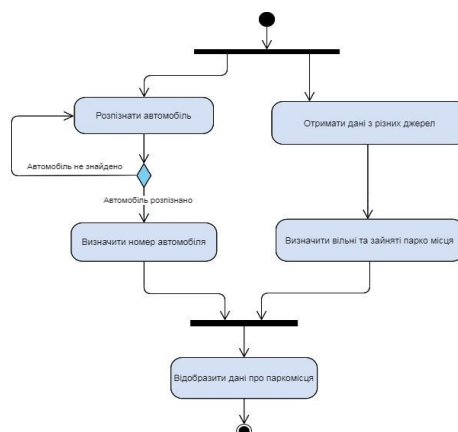 Розпізнати автомобіль
Отримати дані з різних джерел
Автомобіль не знайдено
Автомобіль розпізнано
Визначити номер автомобіля
Визначити вільні та зайняті парко місця
Відобразити дані про паркомісця